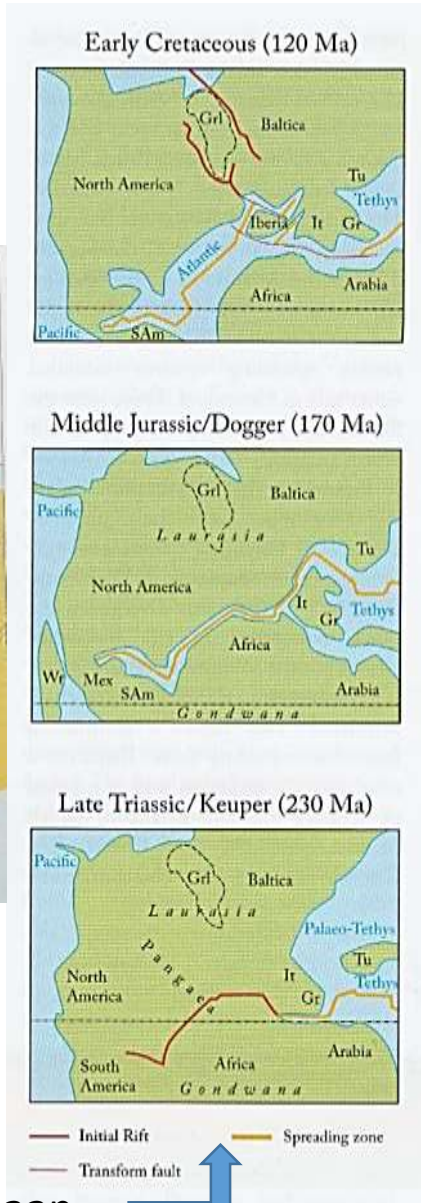 Early Cretaceous (120 Ma)
Grl
Baltica
North America
Tu
Tethys
Iberia
It
Gr
Atlantic
Africa
Arabia
Pacific
SAm
Middle Jurassic/Dogger (170 Ma)
Grl
Baltica
Pacific
Laurasia
Tu
North America
It
Tethys
Gr
Africa
Wr
Mex
SAm
Arabia
Gondwana
Late Triassic/Keuper (230 Ma)
Pacific
Grl
Baltica
Laurasia
Palaeo-Tethys
Pangaea
Tu
It
North
America
Gr
Tethys
South
America
Africa
Arabia
Gondwana
Initial Rift
Spreading zone
Transform fault